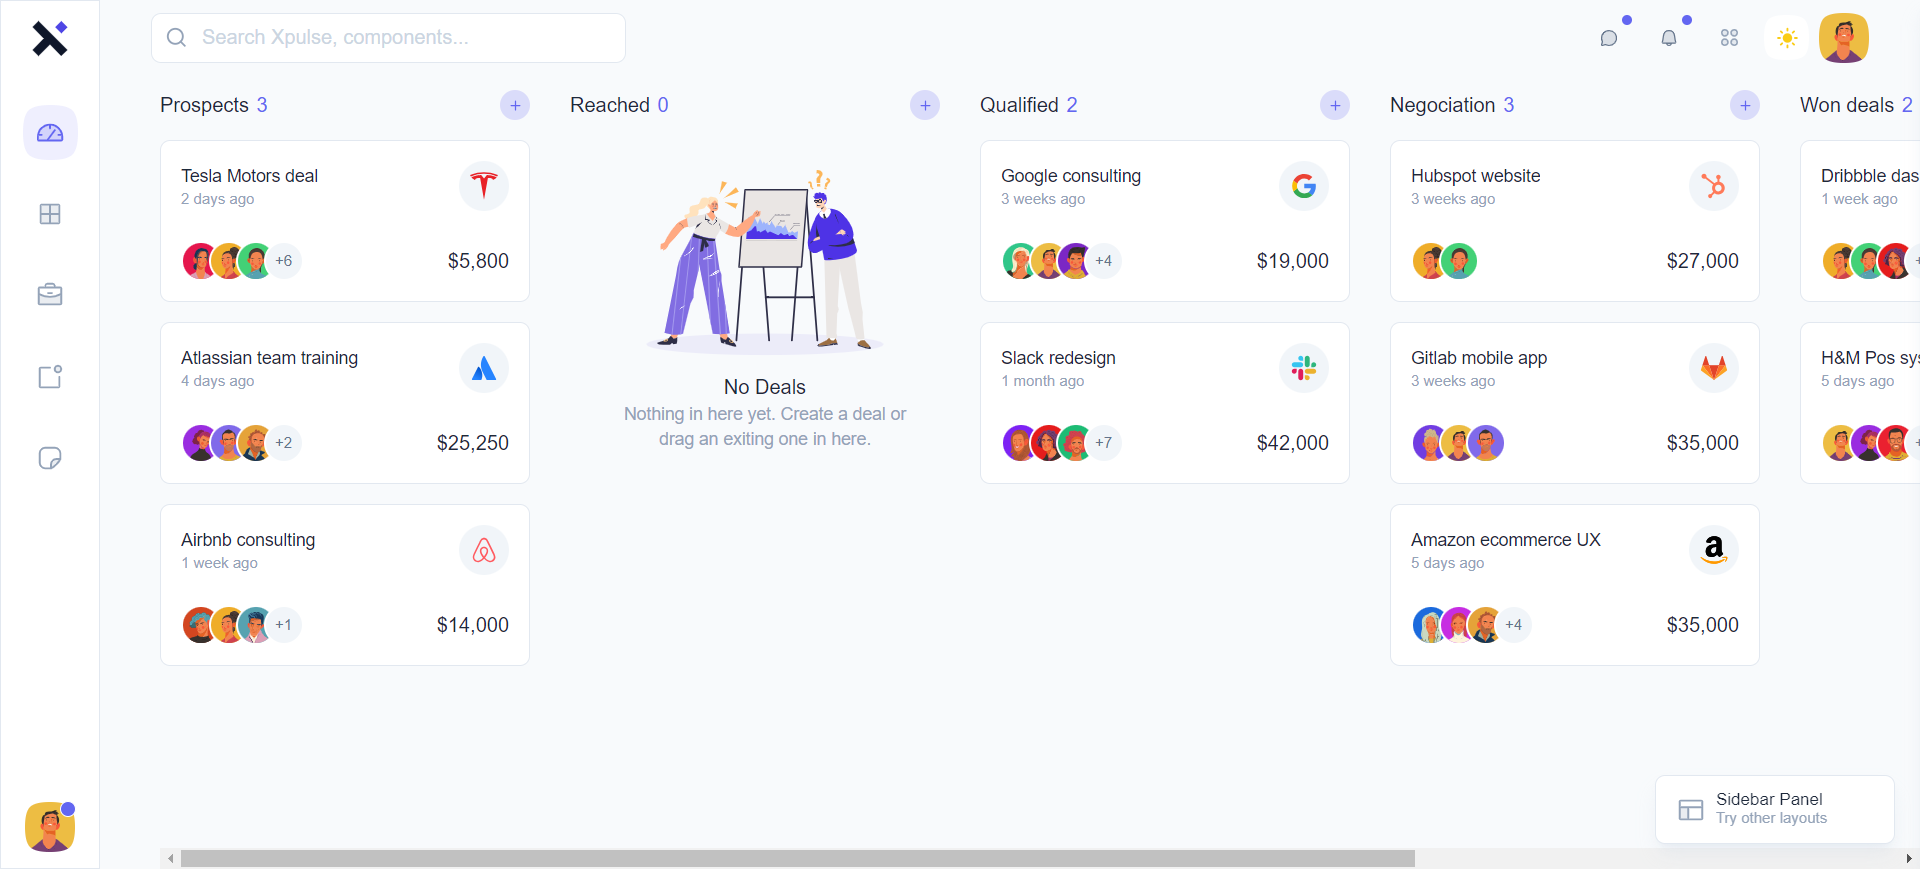 Search Xpulse, components...
Prospects 3
Tesla Motors deal
2 days ago
+6
$5,800
Atlassian team training
4 days ago
+2
$25,250
Airbnb consulting
1 week ago
+1
$14,000
Reached 0
No Deals
Nothing in here yet. Create a deal or
drag an exiting one in here.
Qualified 2
Google consulting
3 weeks ago
+4
$19,000
Slack redesign
1 month ago
+7
$42,000
Negociation 3
Hubspot website
3 weeks ago
$27,000
Gitlab mobile app
3 weeks ago
$35,000
Amazon ecommerce UX
5 days ago
+4
$35,000
Won deals 2
Dribbble das
1 week ago
H&M Pos sys
5 days ago
Sidebar Panel
Try other layouts